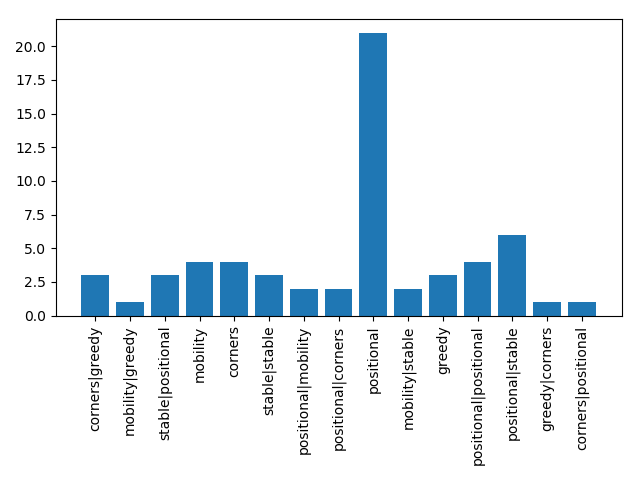 20.0
17.5
15.0
12.5
10.0
7.5
5.0
2.5
0.0
corners|greedy
mobility|greedy
stable|positional
mobility
corners
stable|stable
positional|mobility
positional|corners
positional
mobility|stable
greedy
positional|positional
positional|stable
greedy|corners
corners|positional